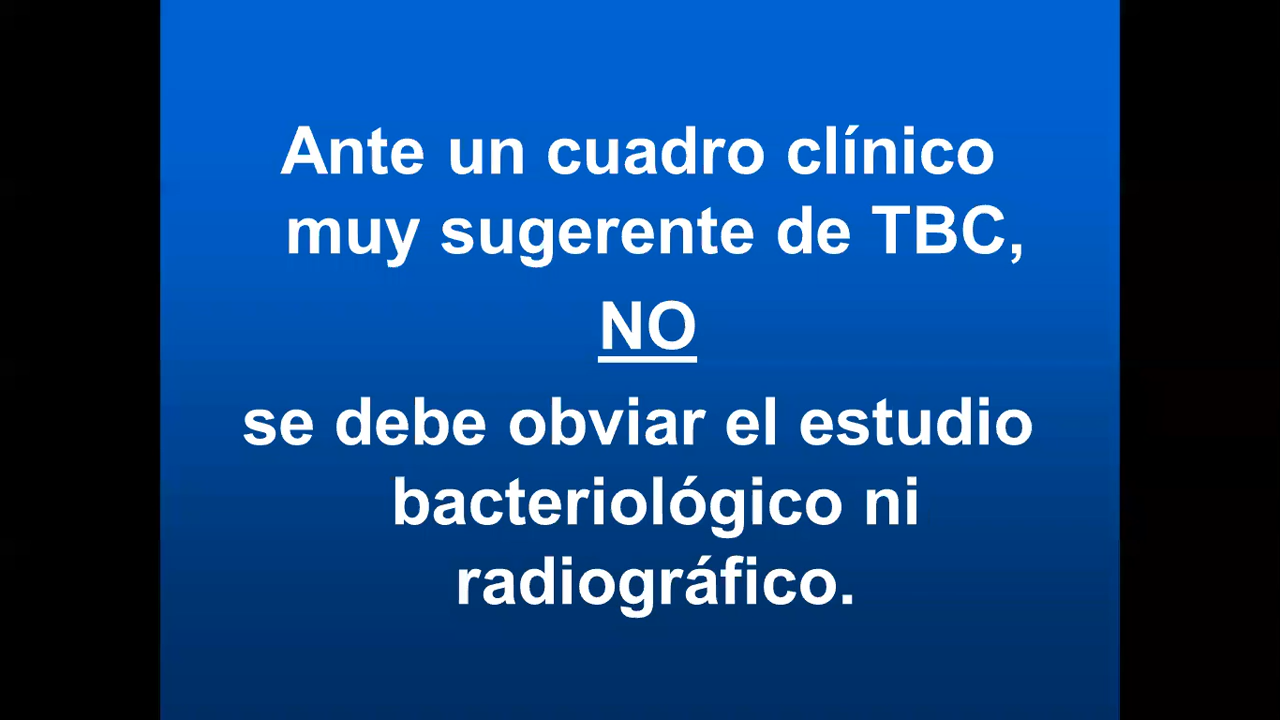 Ante un cuadro clínico
muy sugerente de TBC,
NO
se debe obviar el estudio
bacteriológico ni
radiográfico.